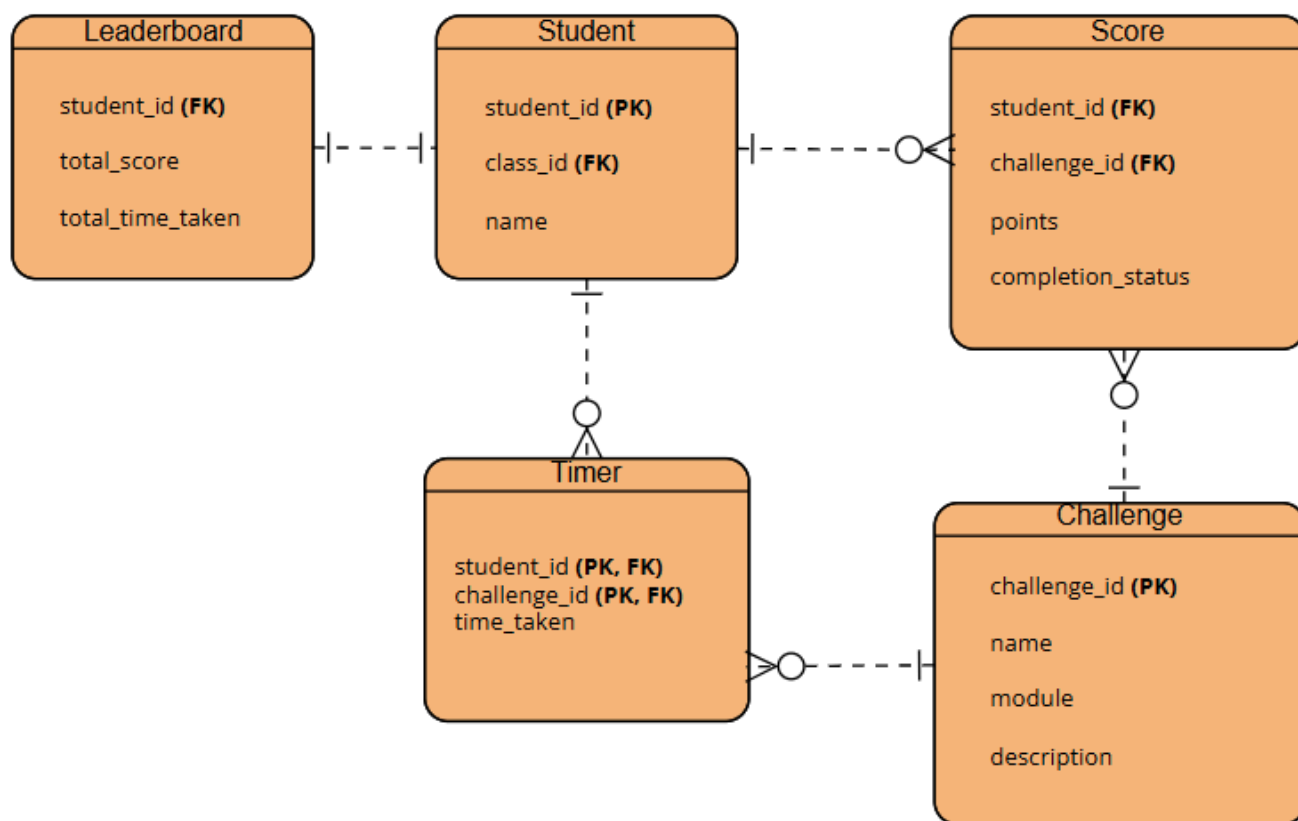 Leaderboard
student_id (FK)
total_score
total_time_taken
Student
student_id (PK)
class_id (FK)
name
Score
student_id (FK)
challenge_id (FK)
points
completion_status
Timer
student_id (PK, FK)
challenge_id (PK, FK)
time_taken
Challenge
challenge_id (PK)
name
module
description